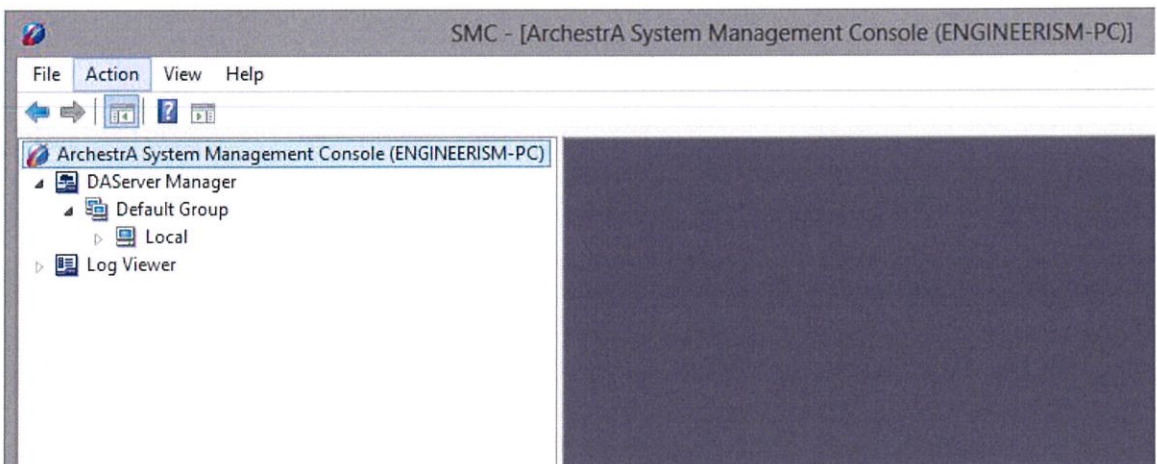 SMC - [ArchestrA System Management Console (ENGINEERISM-PC)]
File Action View Help
ArchestrA System Management Console (ENGINEERISM-PC)
DAServer Manager
Default Group
Local
Log Viewer